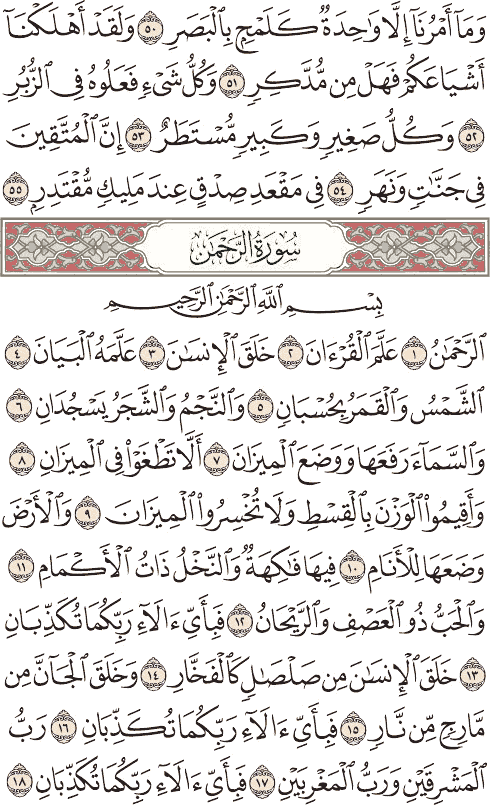 وَمَآ أَمْرُنَآ إِلَّا وَٰحِدَةٌ كَلَمْحٍۭ بِٱلْبَصَرِ ٥٠ وَلَقَدْ أَهْلَكْنَآ
أَشْيَاعَكُمْ فَهَلْ مِن مُّدَّكِرٍ ٥١ وَكُلُّ شَىْءٍ فَعَلُوهُ فِى ٱلزُّبُرِ
٥٢ وَكُلُّ صَغِيرٍ وَكَبِيرٍ مُّسْتَطَرٌ ٥٣ إِنَّ ٱلْمُتَّقِينَ
فِى جَنَّٰتٍ وَنَهَرٍ ٥٤ فِى مَقْعَدِ صِدْقٍ عِندَ مَلِيكٍ مُّقْتَدِرٍۭ ٥٥
سُورَةُ الرَّحْمَٰن
بِسْمِ ٱللَّهِ ٱلرَّحْمَٰنِ ٱلرَّحِيمِ
ٱلرَّحْمَٰنُ ١ عَلَّمَ ٱلْقُرْءَانَ ٢ خَلَقَ ٱلْإِنسَٰنَ ٣ عَلَّمَهُ ٱلْبَيَانَ ٤
ٱلشَّمْسُ وَٱلْقَمَرُ بِحُسْبَانٍ ٥ وَٱلنَّجْمُ وَٱلشَّجَرُ يَسْجُدَانِ ٦
وَٱلسَّمَآءَ رَفَعَهَا وَوَضَعَ ٱلْمِيزَانَ ٧ أَلَّا تَطْغَوْا۟ فِى ٱلْمِيزَانِ ٨
وَأَقِيمُوا۟ ٱلْوَزْنَ بِٱلْقِسْطِ وَلَا تُخْسِرُوا۟ ٱلْمِيزَانَ ٩ وَٱلْأَرْضَ
وَضَعَهَا لِلْأَنَامِ ١٠ فِيهَا فَٰكِهَةٌ وَٱلنَّخْلُ ذَاتُ ٱلْأَكْمَامِ ١١
وَٱلْحَبُّ ذُو ٱلْعَصْفِ وَٱلرَّيْحَانُ ١٢ فَبِأَىِّ ءَالَآءِ رَبِّكُمَا تُكَذِّبَانِ
١٣ خَلَقَ ٱلْإِنسَٰنَ مِن صَلْصَٰلٍ كَٱلْفَخَّارِ ١٤ وَخَلَقَ ٱلْجَآنَّ مِن
مَّارِجٍ مِّن نَّارٍ ١٥ فَبِأَىِّ ءَالَآءِ رَبِّكُمَا تُكَذِّبَانِ ١٦ رَبُّ
ٱلْمَشْرِقَيْنِ وَرَبُّ ٱلْمَغْرِبَيْنِ ١٧ فَبِأَىِّ ءَالَآءِ رَبِّكُمَا تُكَذِّبَانِ ١٨